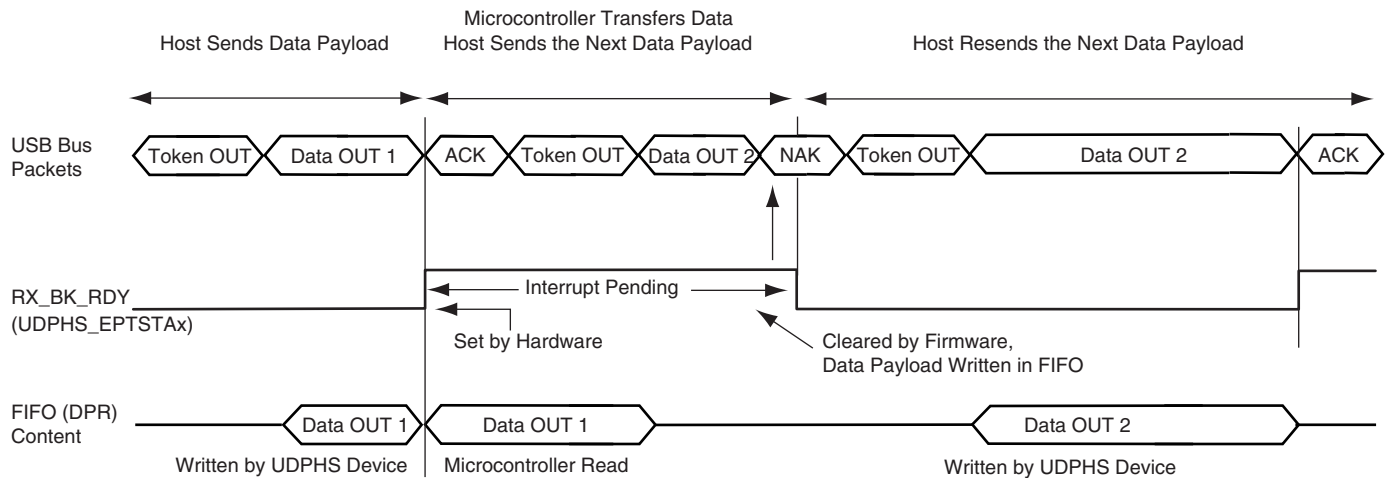 Microcontroller Transfers Data
Host Sends Data Payload
Host Sends the Next Data Payload
Host Resends the Next Data Payload
USB Bus
Packets
Token OUT
Data OUT 1
ACK
Token OUT
Data OUT 2
NAK
Token OUT
Data OUT 2
ACK
RX_BK_RDY
(UDPHS_EPTSTAx)
Interrupt Pending
Set by Hardware
Cleared by Firmware,
Data Payload Written in FIFO
FIFO (DPR)
Content
Data OUT 1
Data OUT 1
Data OUT 2
Written by UDPHS Device
Microcontroller Read
Written by UDPHS Device